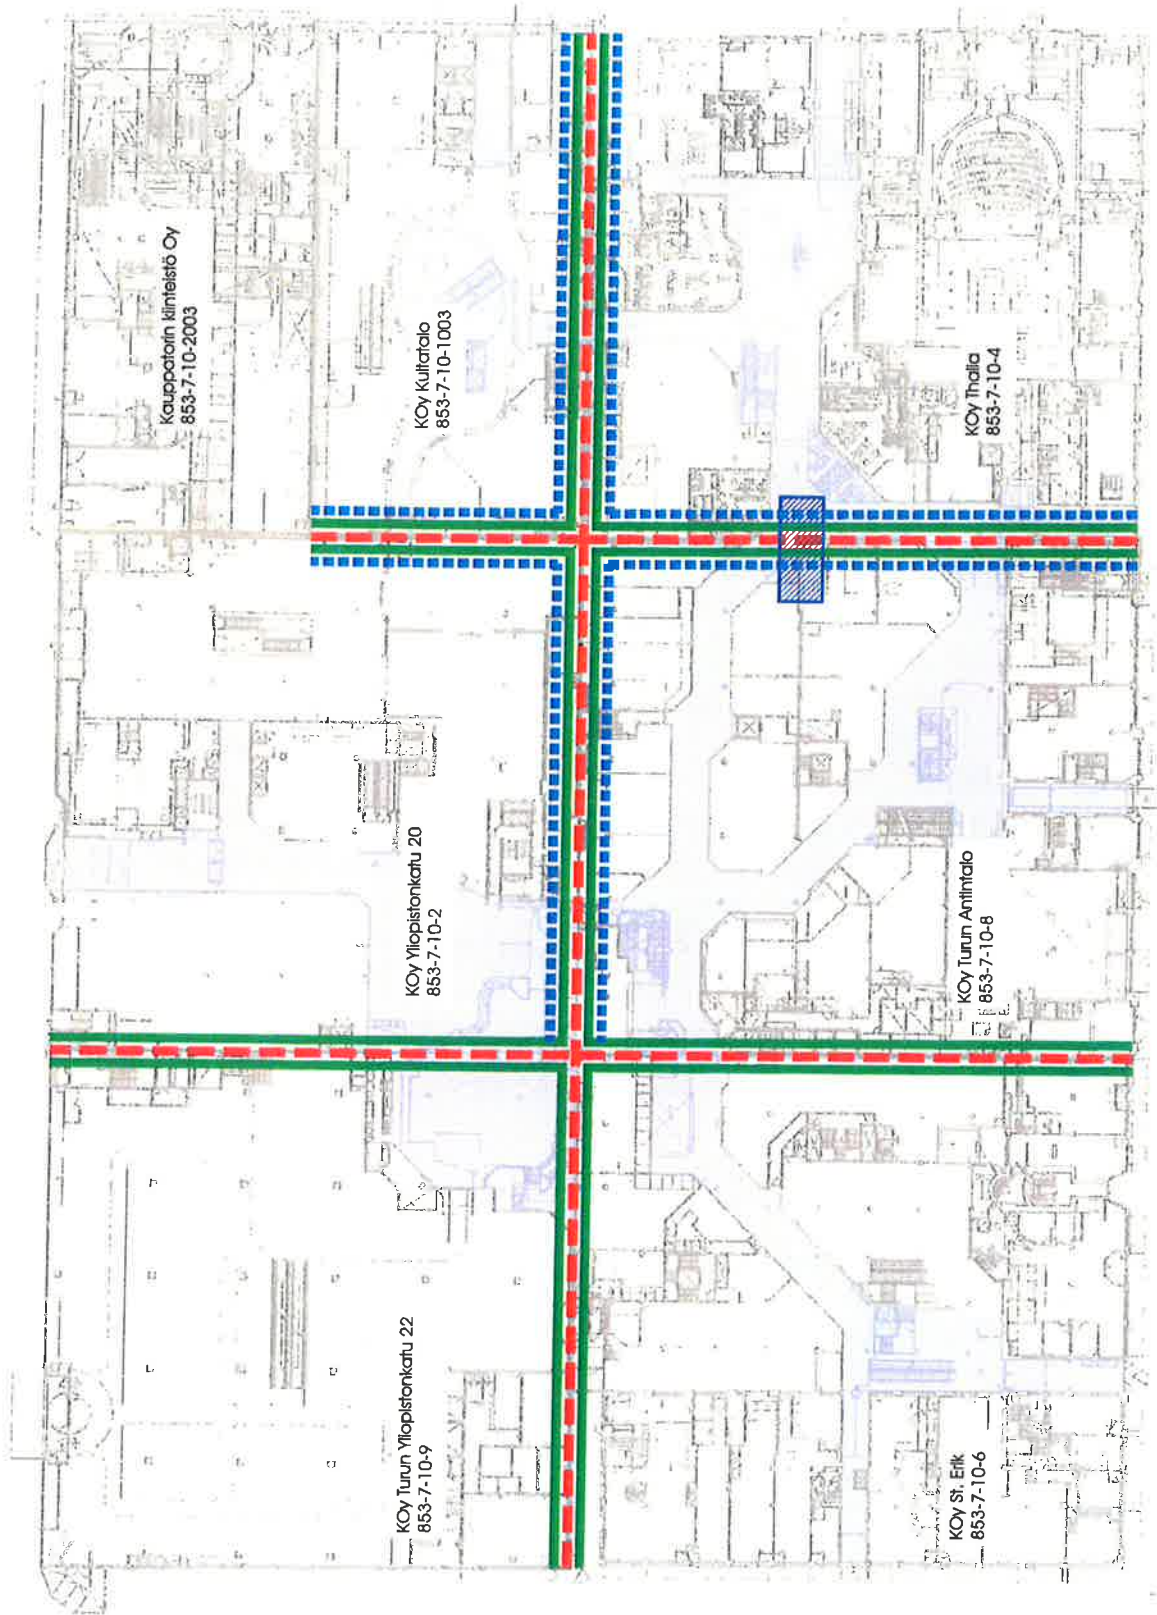 Kauppatorin kiinteistö Oy
853-7-10-2003
KOy Kultatalo
853-7-10-1003
KOy Thalia
853-7-10-4
KOy Yliopistonkatu 20
853-7-10-2
KOy Turun Anttintalo
853-7-10-8
KOy Turun Yliopistonkatu 22
853-7-10-9
KOy St. Erik
853-7-10-6